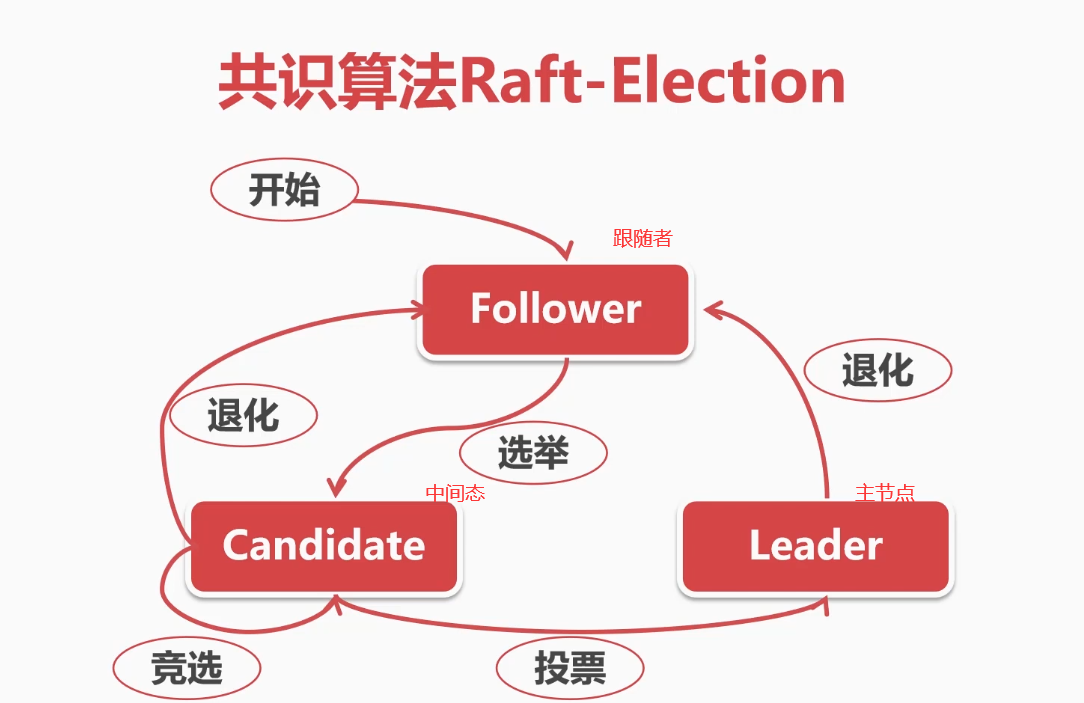 共识算法Raft-Election
开始
跟随者
Follower
退化
退化
选举
中间态
主节点
Candidate
Leader
竞选
投票